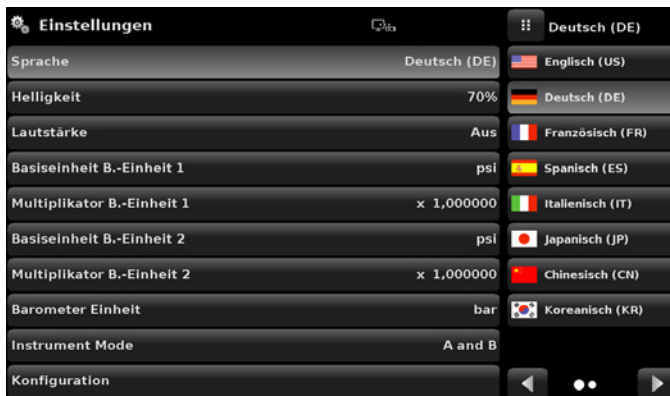 Einstellungen
Sprache Deutsch (DE)
Helligkeit 70%
Lautstärke Aus
Basiseinheit B.-Einheit 1 psi
Multiplikator B.-Einheit 1 x 1,000000
Basiseinheit B.-Einheit 2 psi
Multiplikator B.-Einheit 2 x 1,000000
Barometer Einheit bar
Instrument Mode A and B
Konfiguration
Deutsch (DE)
Englisch (US)
Deutsch (DE)
Französisch (FR)
Spanisch (ES)
Italienisch (IT)
Japanisch (JP)
Chinesisch (CN)
Koreanisch (KR)